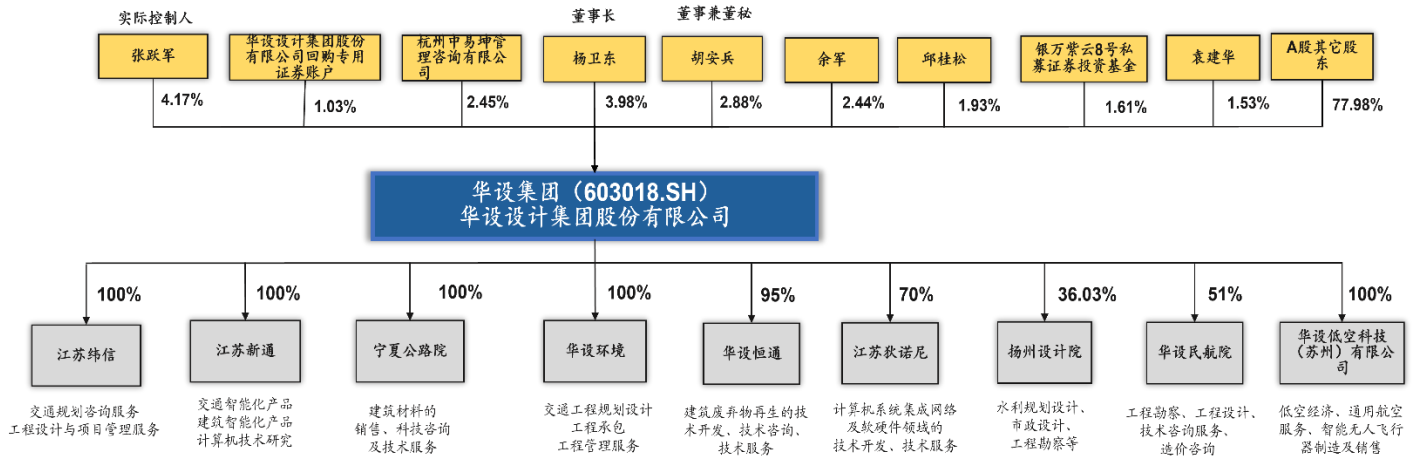 实际控制人
董事长
董事兼董秘
张跃军
华设设计集团股份
有限公司回购专用
证券账户
杭州中易坤管
理咨询有限公
司
杨卫东
胡安兵
余军
邱桂松
银万紫云8号私
募证券投资基金
袁建华
A股其它股
东
4.17%
1.03%
2.45%
3.98%
2.88%
2.44%
1.93%
1.61%
1.53%
77.98%
华设集团（603018.SH）
华设设计集团股份有限公司
100%
100%
100%
100%
95%
70%
36.03%
51%
100%
江苏纬信
江苏新通
宁夏公路院
华设环境
华设恒通
江苏狄诺尼
扬州设计院
华设民航院
华设低空科技
（苏州）有限公
司
交通规划咨询服务
工程设计与项目管理服务
交通智能化产品
建筑智能化产品
计算机技术研究
建筑材料的
销售、科技咨询
及技术服务
交通工程规划设计
工程承包
工程管理服务
建筑废弃物再生的技
术开发、技术咨询、
技术服务
计算机系统集成网络
及软硬件领域的
技术开发、技术服务
水利规划设计、
市政设计、
工程勘察等
工程勘察、工程设计、
技术咨询服务、
造价咨询
低空经济、通用航空
服务、智能无人飞行
器制造及销售